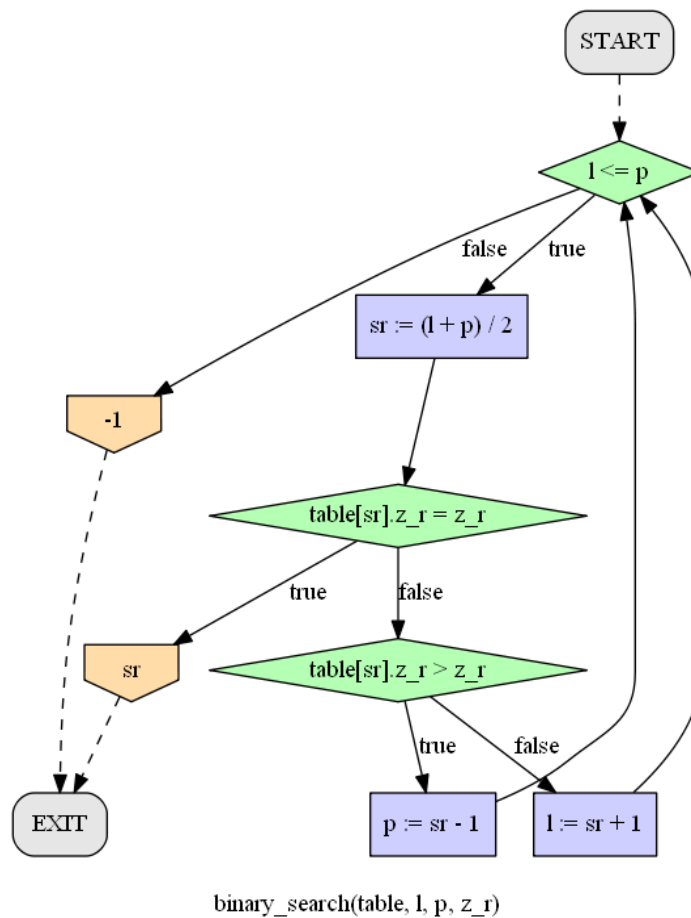 START
l <= p
false
true
sr := (l + p) / 2
-1
table[sr].z_r = z_r
true
false
sr
table[sr].z_r > z_r
true
false
EXIT
p := sr - 1
l := sr + 1
binary_search(table, l, p, z_r)